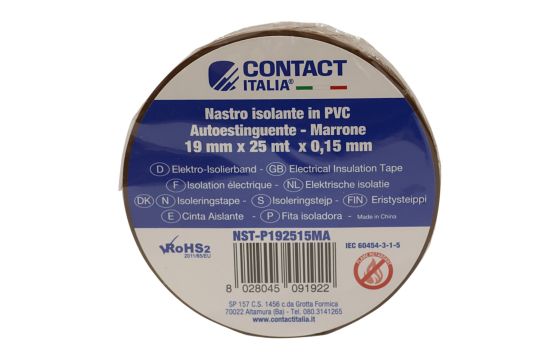 CONTACT
ITALIA®
Nastro isolante in PVC
Autoestinguente - Marrone
19 mm x 25 mt x 0,15 mm
D Elektro-Isolierband - GB Electrical Insulation Tape
F Isolation électrique - NL Elektrische isolatie
DK N Isoleringstape - S Isoleringstejp - FIN Eristysteippi
E Cinta Aislante - P Fita isoladora - Made in China
NST-P192515MA
RoHS2
2011/65/EU
IEC 60454-3-1-5
FLAME RETARDANT
8 028045 091922
SP 157 C.S. 1456 c.da Grotta Formica
70022 Altamura (Ba) - Tel. 080.3141265
www.contactitalia.it